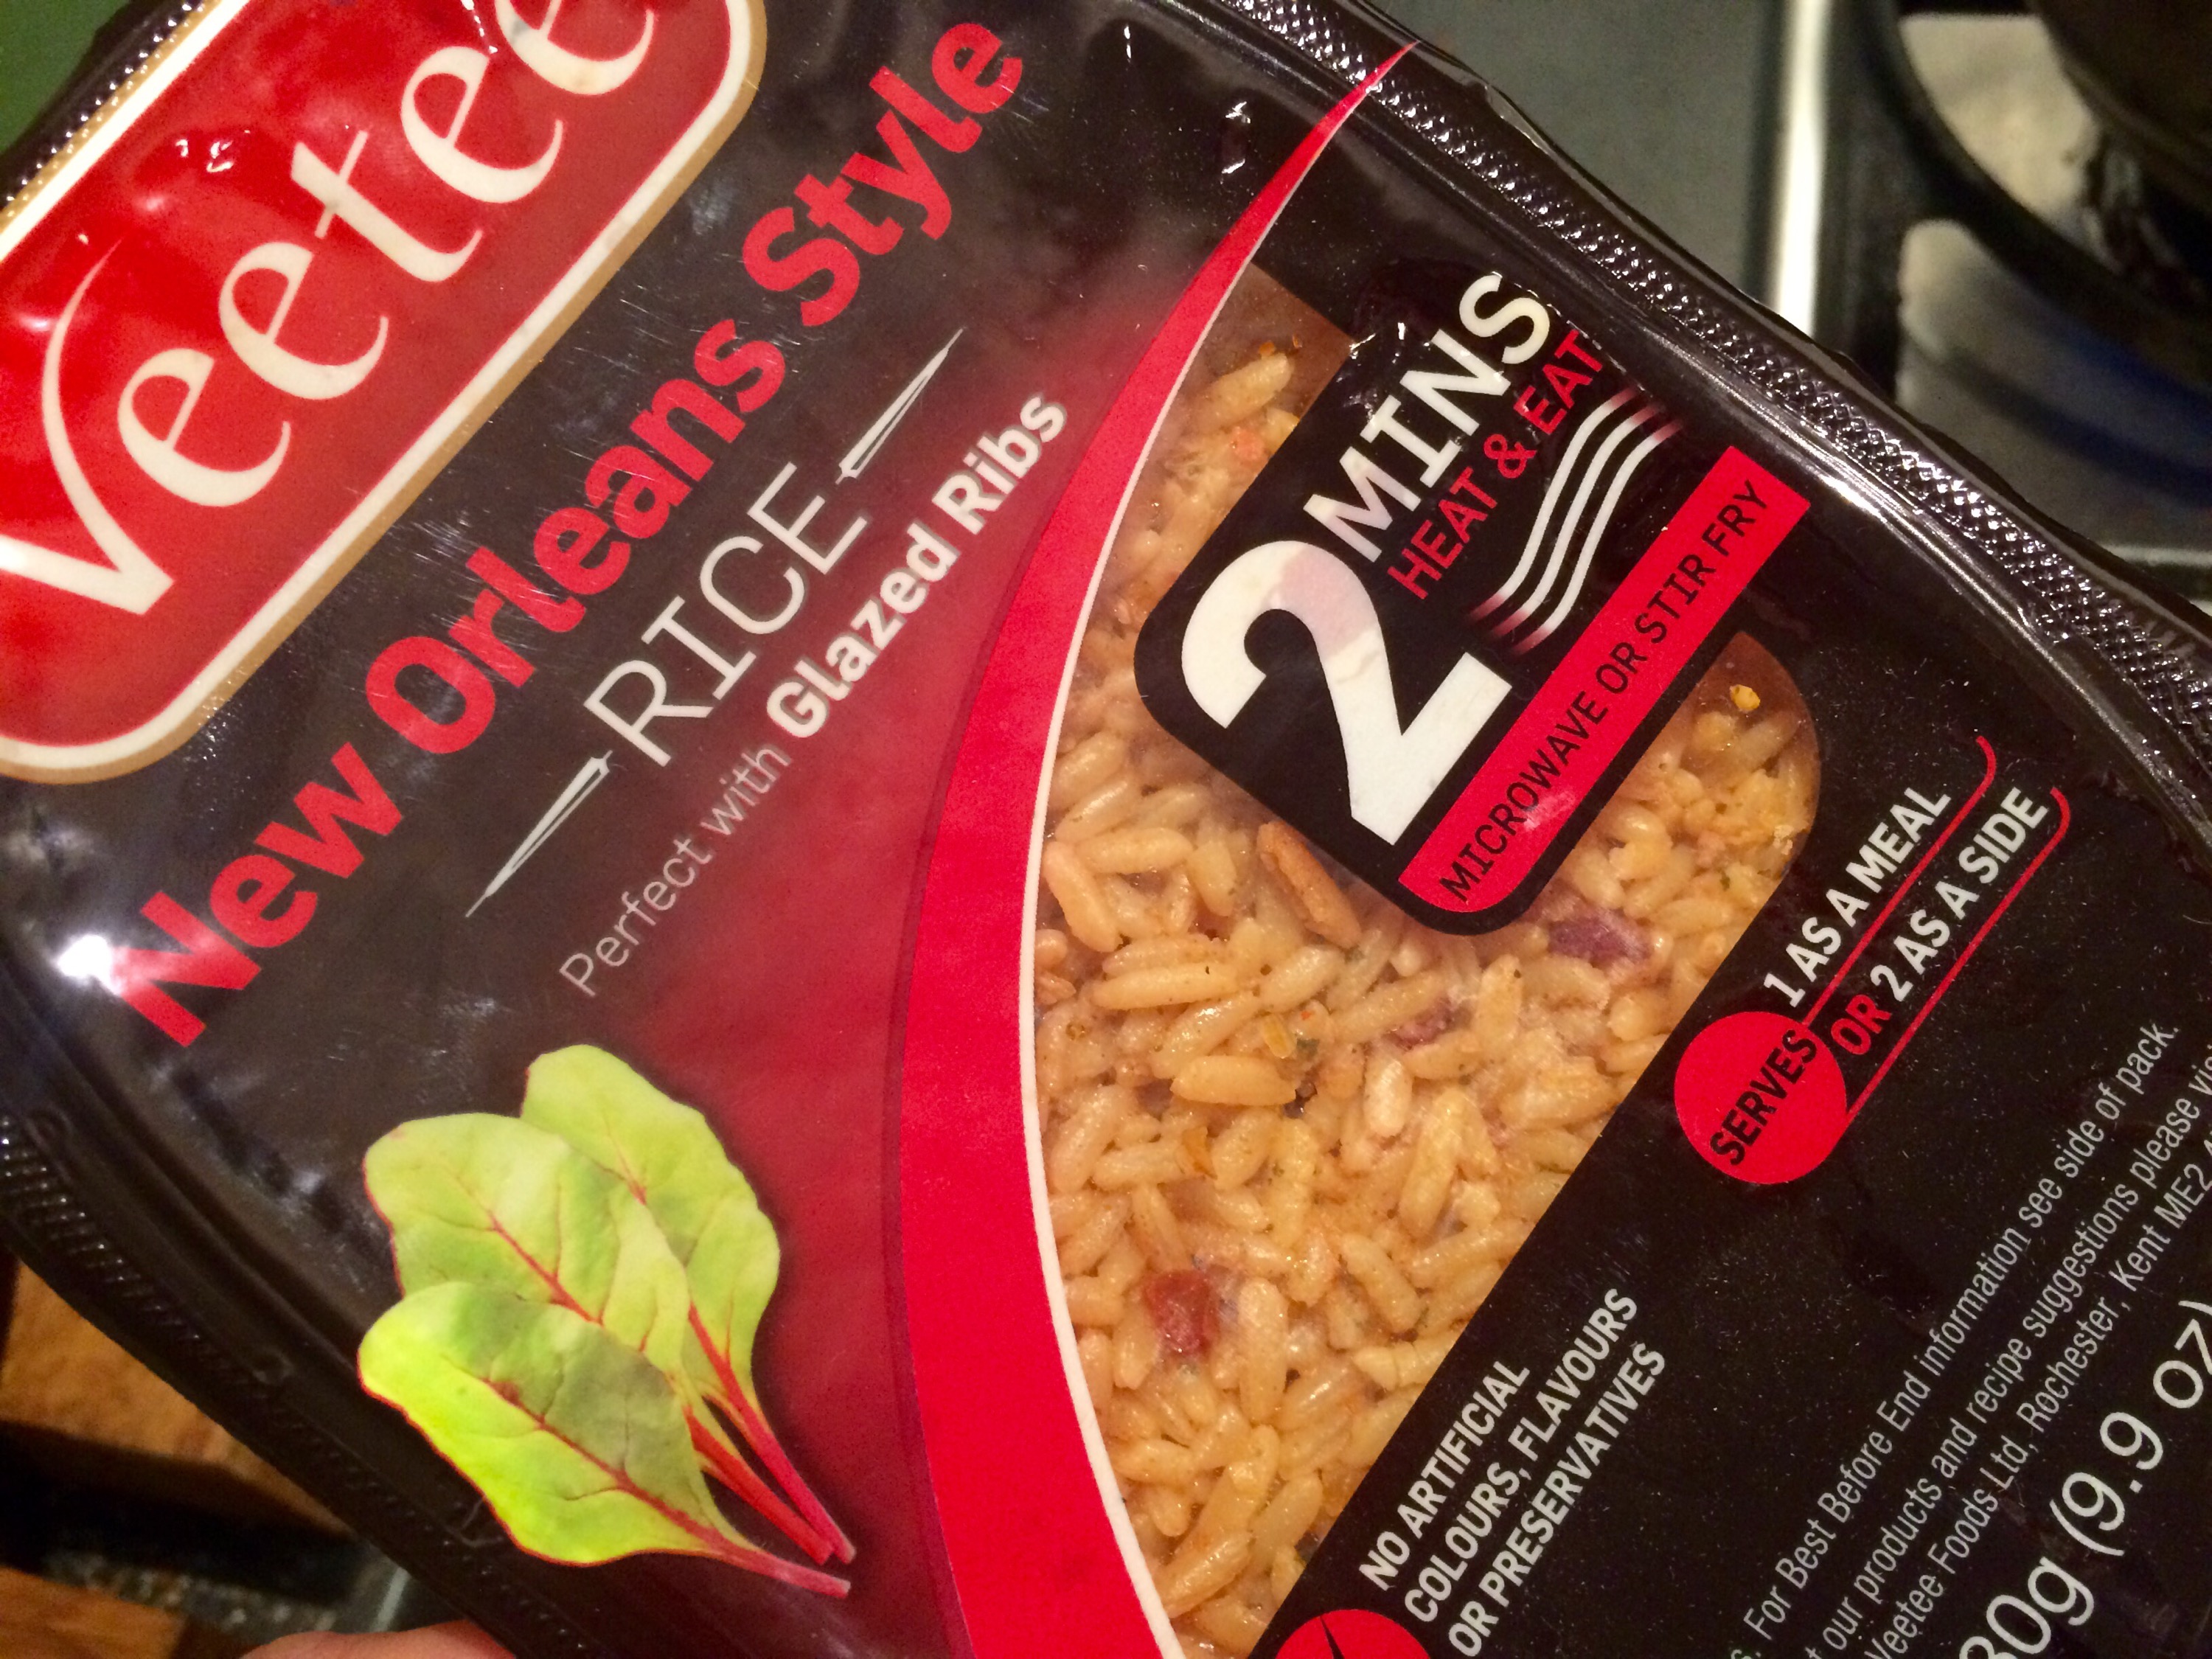 Veetee
New Orleans Style
RICE
Perfect with Glazed Ribs
2 MINS
HEAT & EAT
MICROWAVE OR STIR FRY
SERVES 1 AS A MEAL
OR 2 AS A SIDE
NO ARTIFICIAL
COLOURS, FLAVOURS
OR PRESERVATIVES
For Best Before End information see side of pack.
our products and recipe suggestions please
Veetee Foods Ltd, Rochester, Kent ME2
80g (9.9 oz)